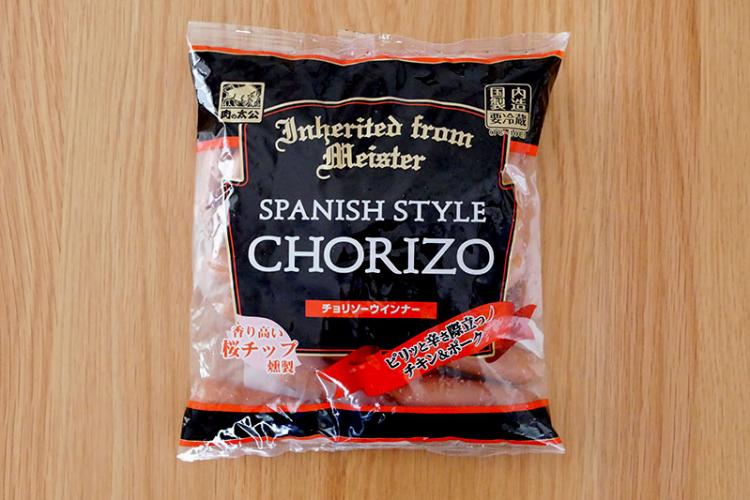 肉の太公
国内
製造
要冷蔵
Inherited from
Meister
SPANISH STYLE
CHORIZO
チョリソーウインナー
香り高い
桜チップ
燻製
ピリッと辛さ際立つ
チキン&ポーク